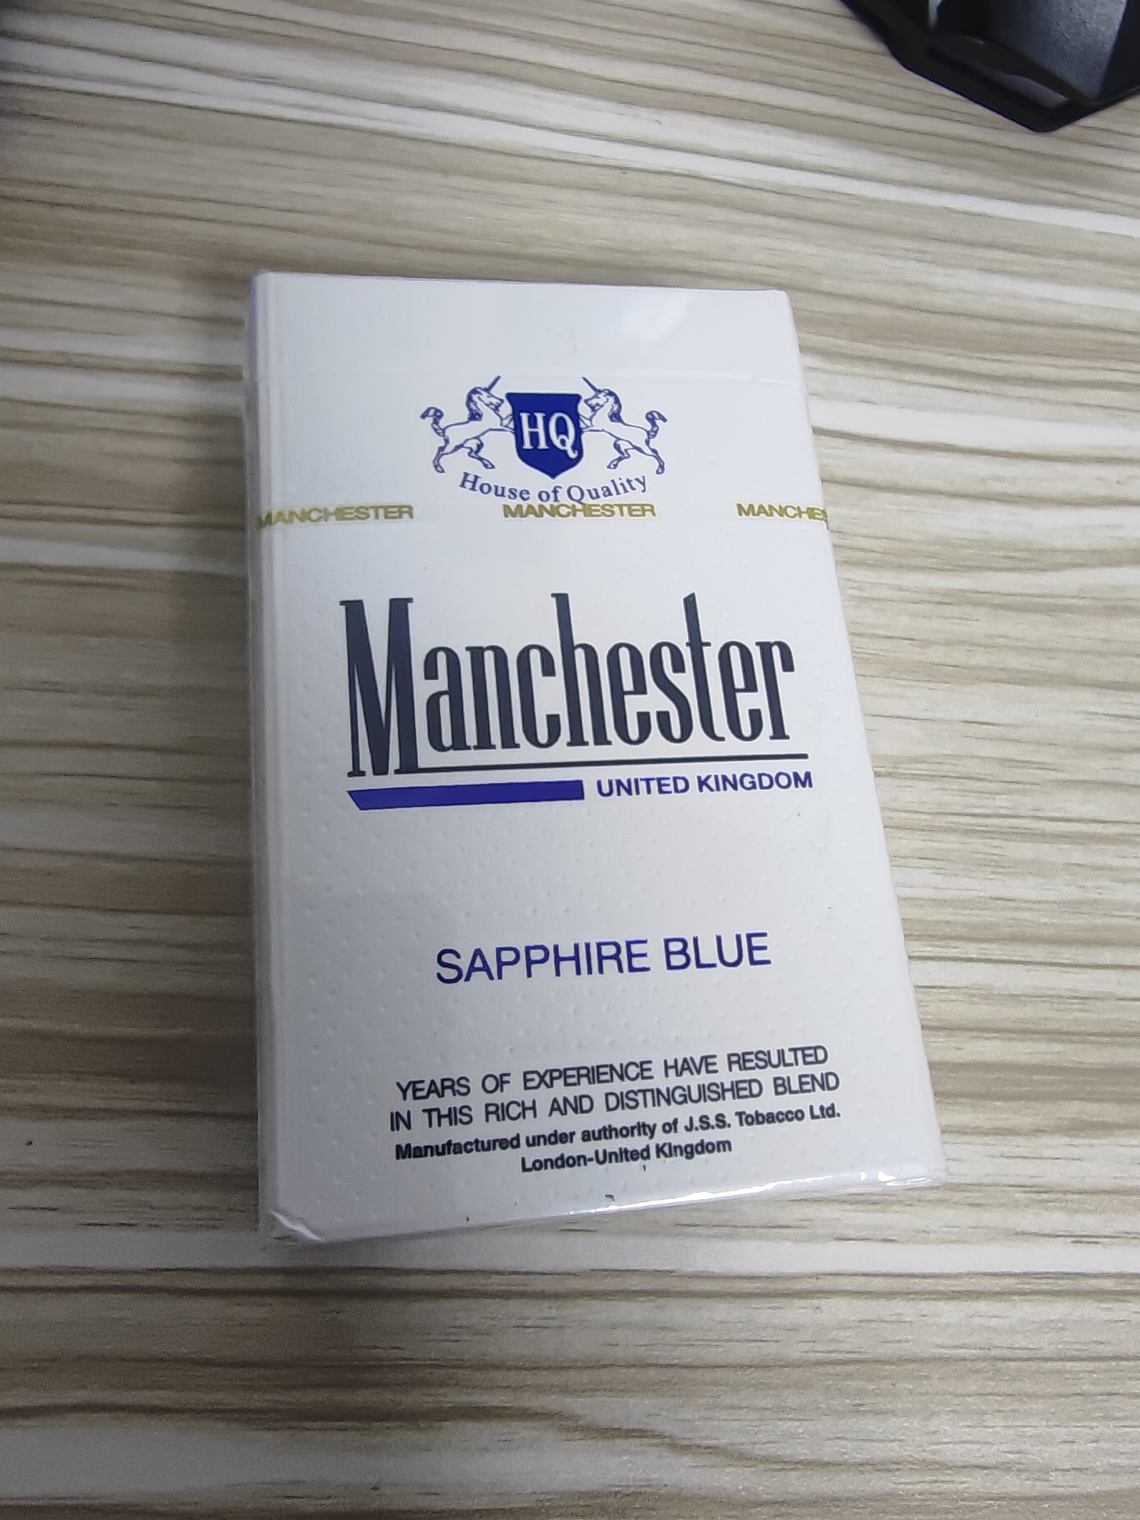 HQ
House of Quality
MANCHESTER MANCHESTER MANCHES
Manchester
UNITED KINGDOM
SAPPHIRE BLUE
YEARS OF EXPERIENCE HAVE RESULTED
IN THIS RICH AND DISTINGUISHED BLEND
Manufactured under authority of J.S.S. Tobacco Ltd.
London-United Kingdom